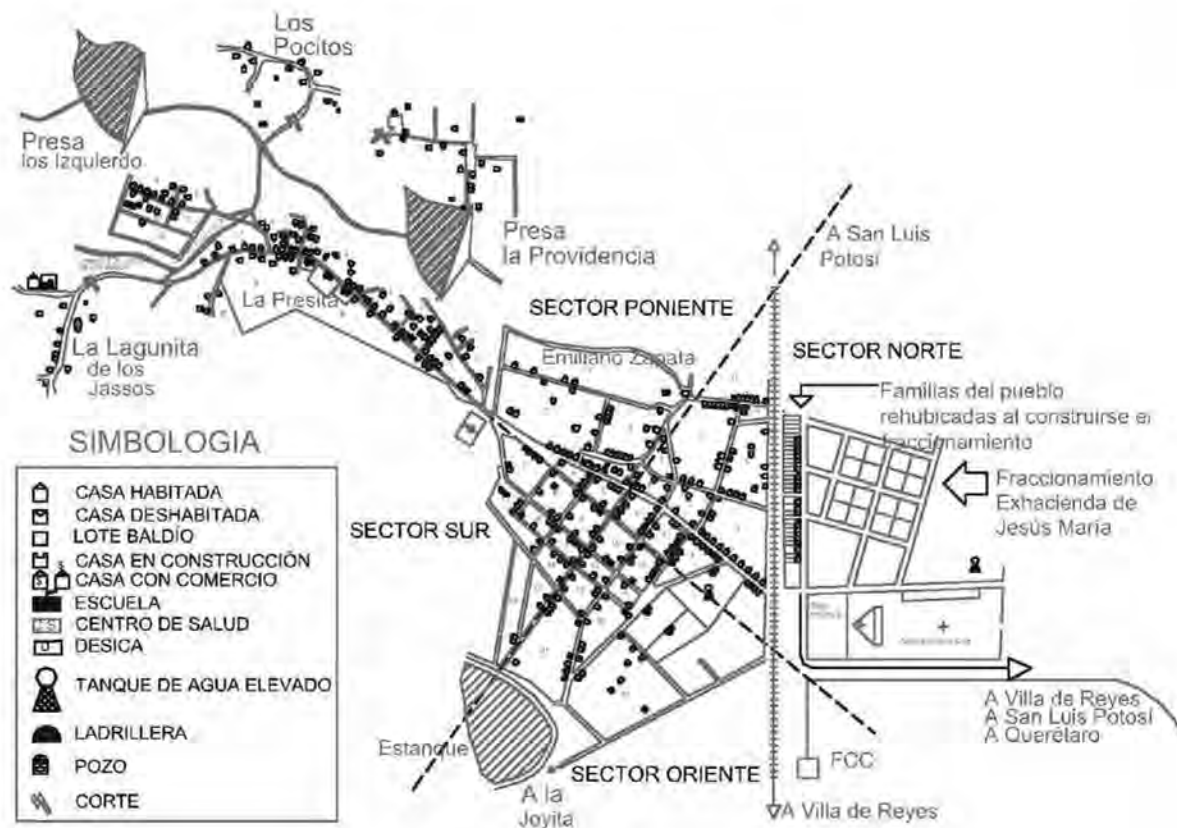 Los
Pocitos
Presa
los Izquierdo
Presa
la Providencia
A San Luis
Potosí
La Presita
SECTOR PONIENTE
Emiliano Zapata
SECTOR NORTE
La Lagunita
de los
Jassos
Familias del pueblo
rehubicadas al construirse el
fraccionamiento
Fraccionamiento
Exhacienda de
Jesús María
SECTOR SUR
SIMBOLOGIA
CASA HABITADA
CASA DESHABITADA
LOTE BALDÍO
CASA EN CONSTRUCCIÓN
CASA CON COMERCIO
ESCUELA
CENTRO DE SALUD
DESICA
TANQUE DE AGUA ELEVADO
LADRILLERA
POZO
CORTE
Estanque
A la
Joyita
SECTOR ORIENTE
FCC
A Villa de Reyes
A San Luis Potosí
A Querétaro
A Villa de Reyes